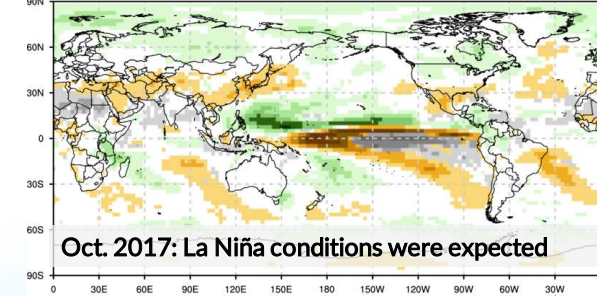 90N
60N
30N
0
30S
60S
90S
Oct. 2017: La Niña conditions were expected
0 30E 60E 90E 120E 150E 180 150W 120W 90W 60W 30W